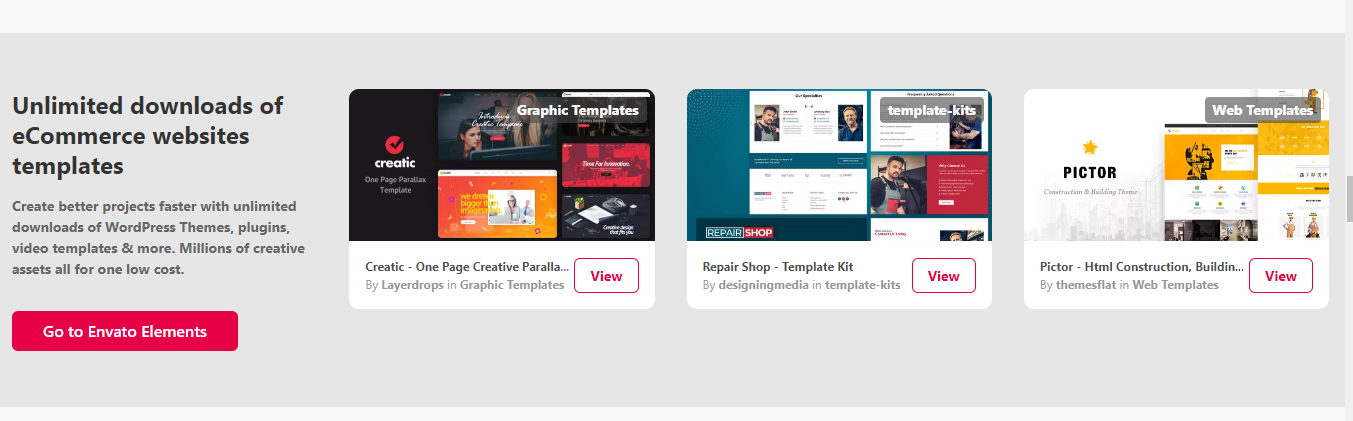 Unlimited downloads of
eCommerce websites
templates
Create better projects faster with unlimited
downloads of WordPress Themes, plugins,
video templates & more. Millions of creative
assets all for one low cost.
Go to Envato Elements
Graphic Templates
creatic
One Page Parallax
Template
Introducing
Creatic Template
Time For Innovation.
we dream
bigger than
imagination
Creative design
that fits you
Creatic - One Page Creative Paralla...
By Layerdrops in Graphic Templates
View
template-kits
Our Specialties
Frequently Asked Questions
Why Choose Us
Contact Us Today
REPAIR SHOP
Repair Shop - Template Kit
By designingmedia in template-kits
View
Web Templates
PICTOR
Construction & Building Theme
Pictor - Html Construction, Buildin...
By themesflat in Web Templates
View